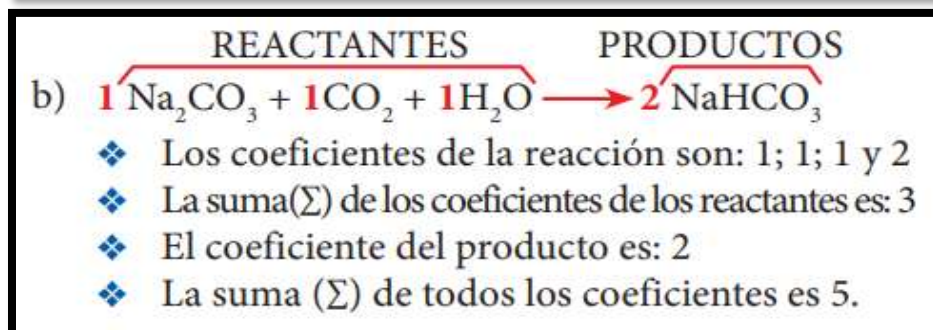 REACTANTES PRODUCTOS
b) 1 Na₂CO₃ + 1CO₂ + 1H₂O → 2 NaHCO₃
❖ Los coeficientes de la reacción son: 1; 1; 1 y 2
❖ La suma(Σ) de los coeficientes de los reactantes es: 3
❖ El coeficiente del producto es: 2
❖ La suma (Σ) de todos los coeficientes es 5.